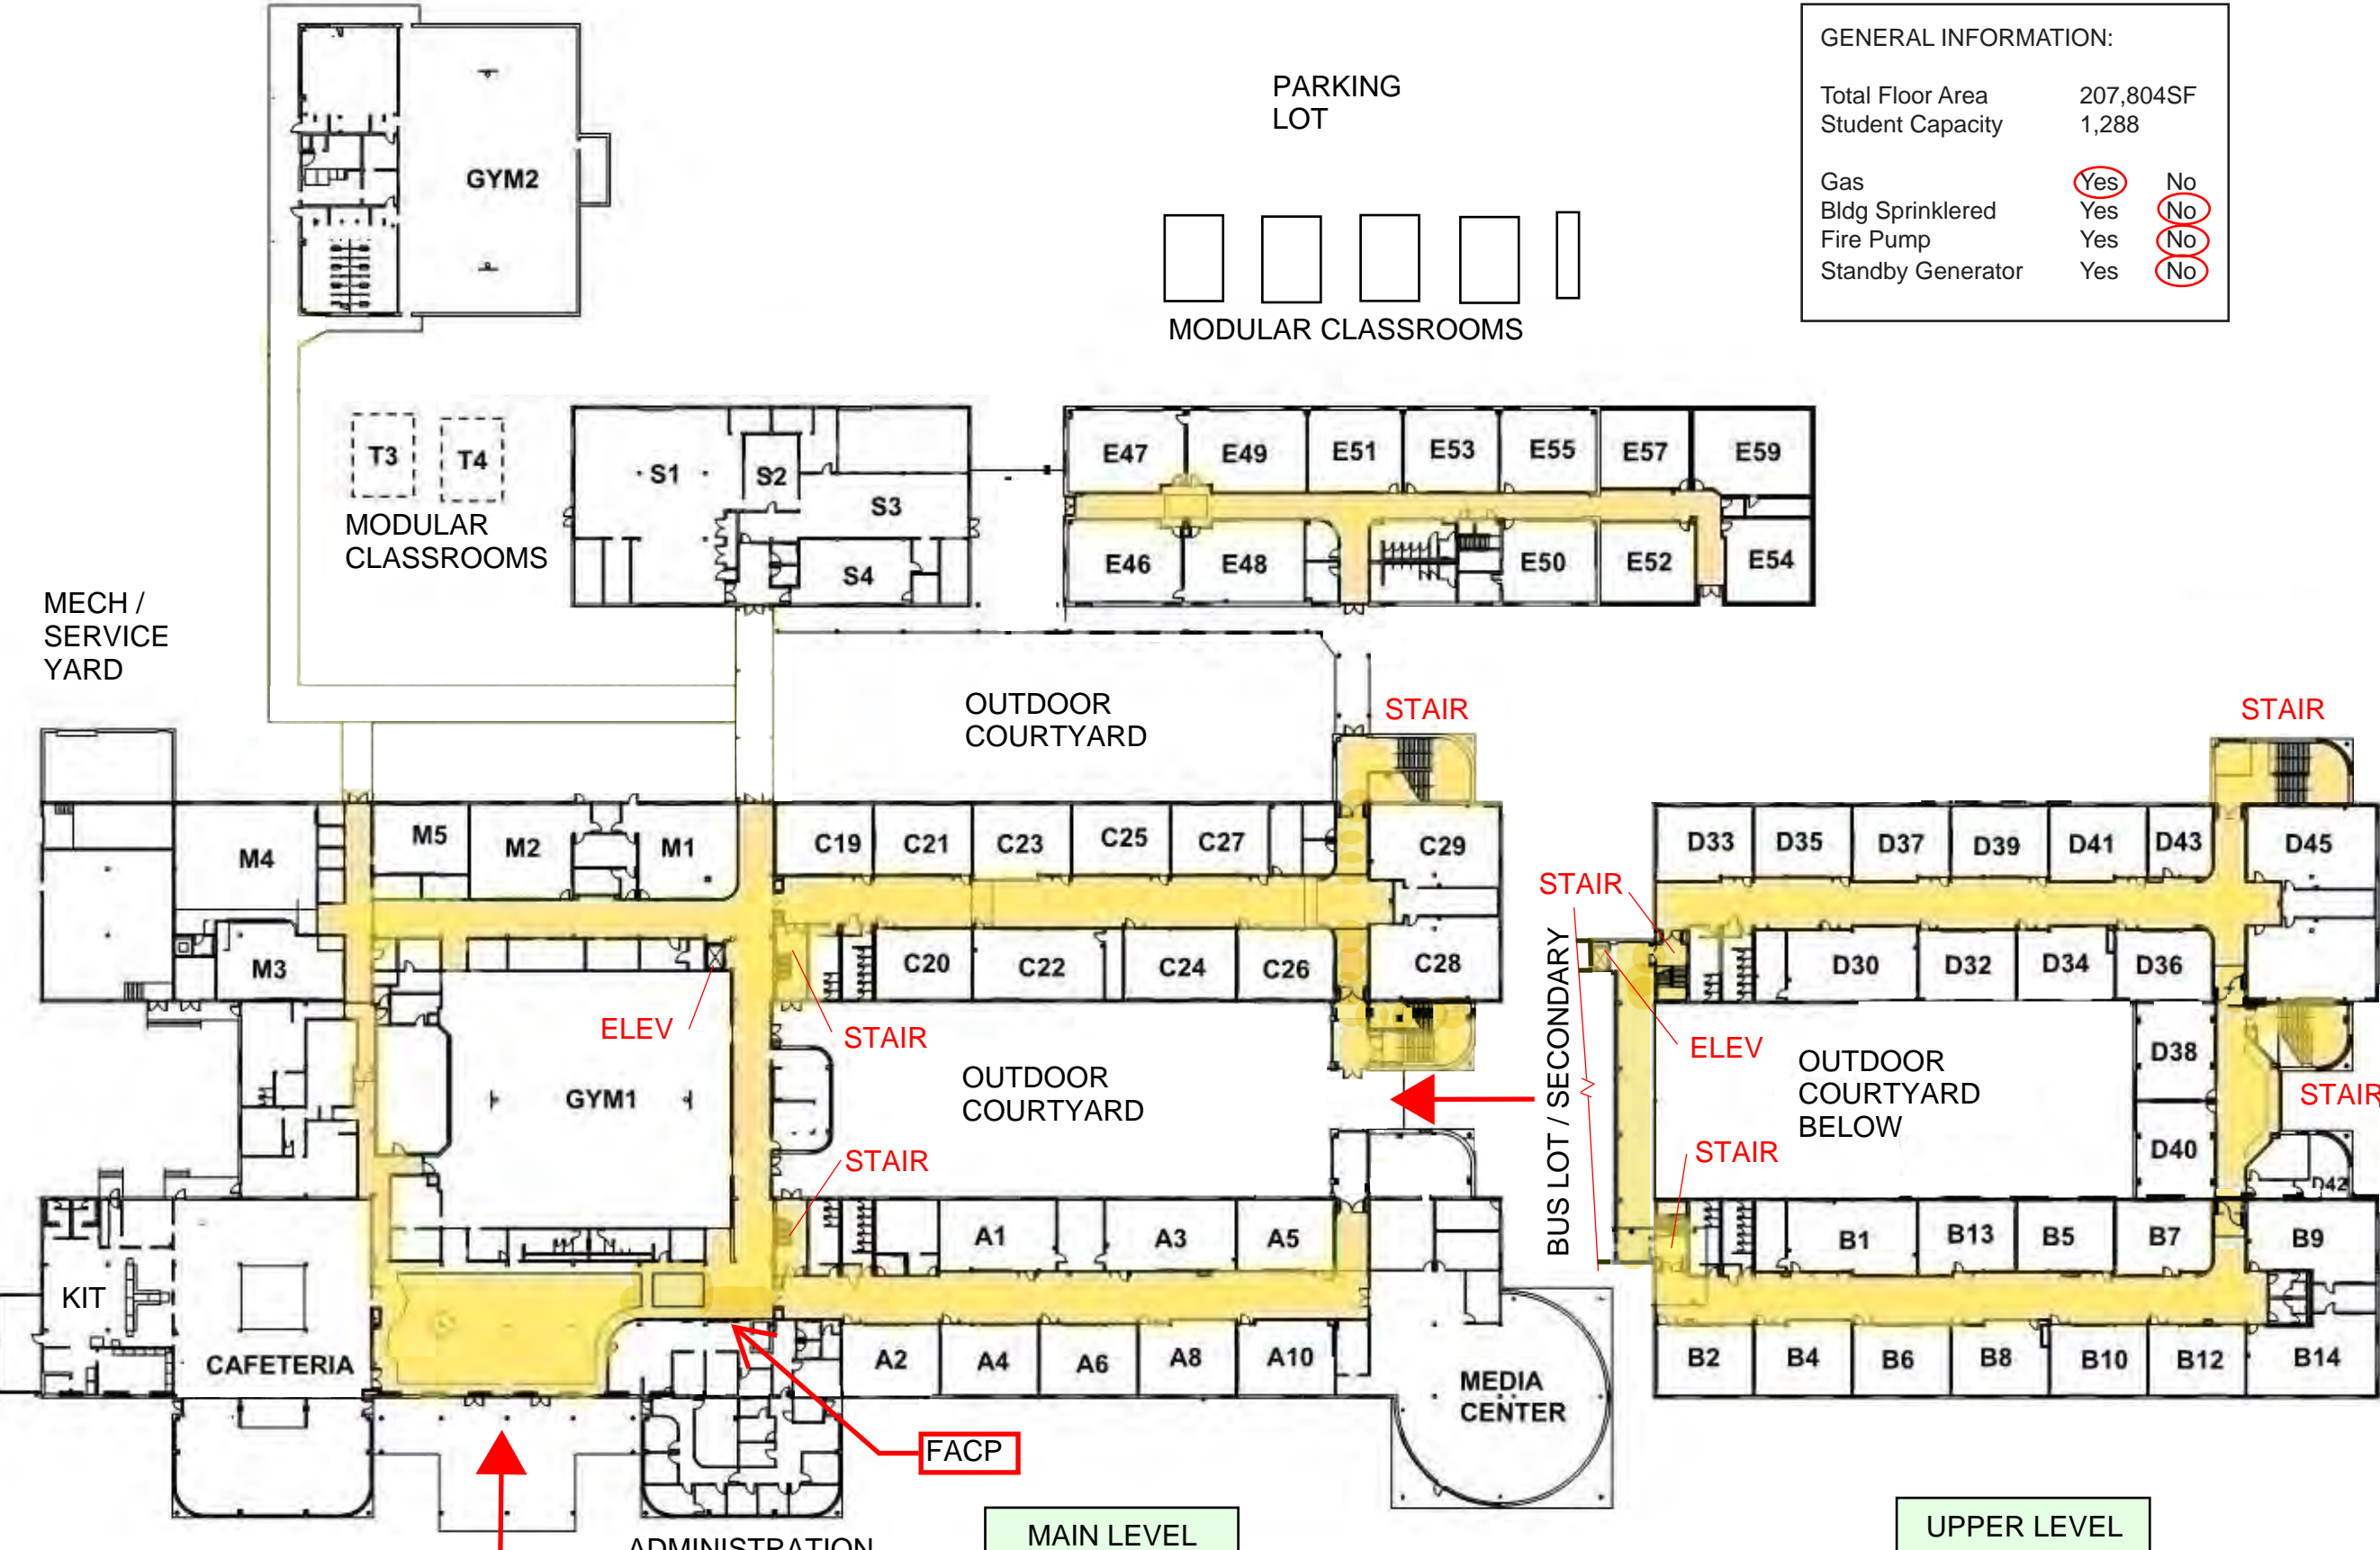 GENERAL INFORMATION:
Total Floor Area 207,804SF
Student Capacity 1,288
Gas Yes No
Bldg Sprinklered Yes No
Fire Pump Yes No
Standby Generator Yes No
PARKING
LOT
GYM2
MODULAR CLASSROOMS
T3
T4
MODULAR
CLASSROOMS
S1
S2
S3
S4
E47
E49
E51
E53
E55
E57
E59
E46
E48
E50
E52
E54
MECH /
SERVICE
YARD
OUTDOOR
COURTYARD
STAIR
STAIR
M4
M5
M2
M1
C19
C21
C23
C25
C27
C29
D33
D35
D37
D39
D41
D43
D45
STAIR
M3
C20
C22
C24
C26
C28
D30
D32
D34
D36
ELEV
STAIR
ELEV
GYM1
OUTDOOR
COURTYARD
BUS LOT / SECONDARY
OUTDOOR
COURTYARD
BELOW
D38
STAIR
STAIR
STAIR
D40
D42
A1
A3
A5
B1
B13
B5
B7
B9
KIT
CAFETERIA
A2
A4
A6
A8
A10
MEDIA
CENTER
B2
B4
B6
B8
B10
B12
B14
FACP
ADMINISTRATION
MAIN LEVEL
UPPER LEVEL